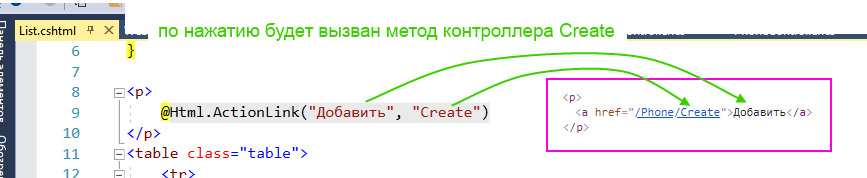 List.cshtml
по нажатию будет вызван метод контроллера Create
6 }
7
8 <p>
9 @Html.ActionLink("Добавить", "Create")
10 </p>
11 <table class="table">
12 <tr>
<p>
<a href="/Phone/Create">Добавить</a>
</p>